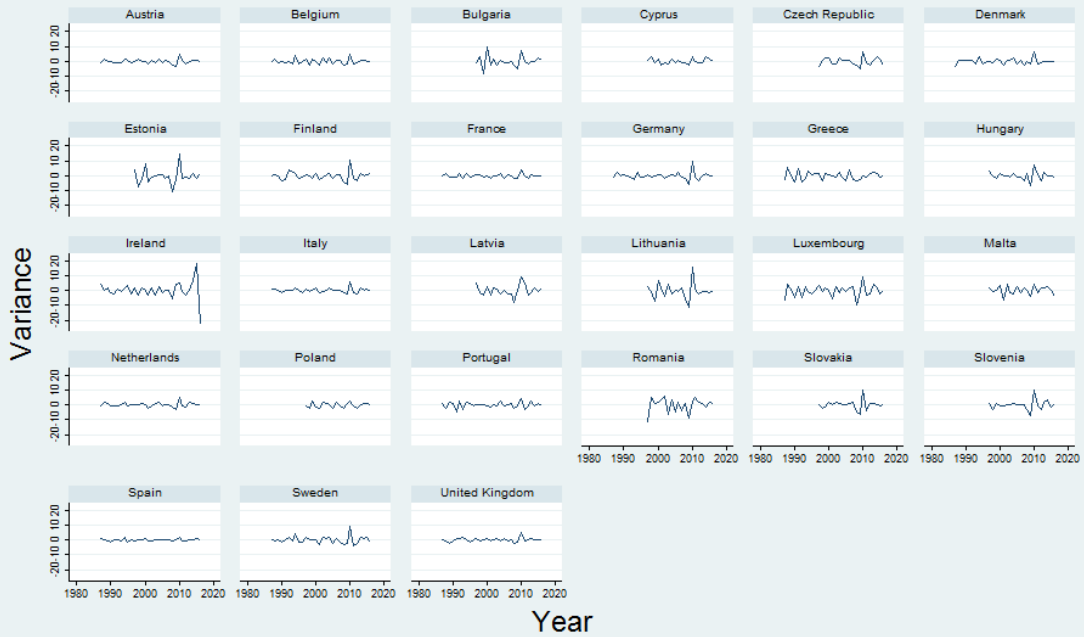 Austria Belgium Bulgaria Cyprus Czech Republic Denmark
-20 -10 0 10 20
Estonia Finland France Germany Greece Hungary
-20 -10 0 10 20
Ireland Italy Latvia Lithuania Luxembourg Malta
-20 -10 0 10 20
Variance
Netherlands Poland Portugal Romania Slovakia Slovenia
-20 -10 0 10 20
1980 1990 2000 2010 2020 1980 1990 2000 2010 2020 1980 1990 2000 2010 2020
Spain Sweden United Kingdom
-20 -10 0 10 20
1980 1990 2000 2010 2020 1980 1990 2000 2010 2020 1980 1990 2000 2010 2020
Year